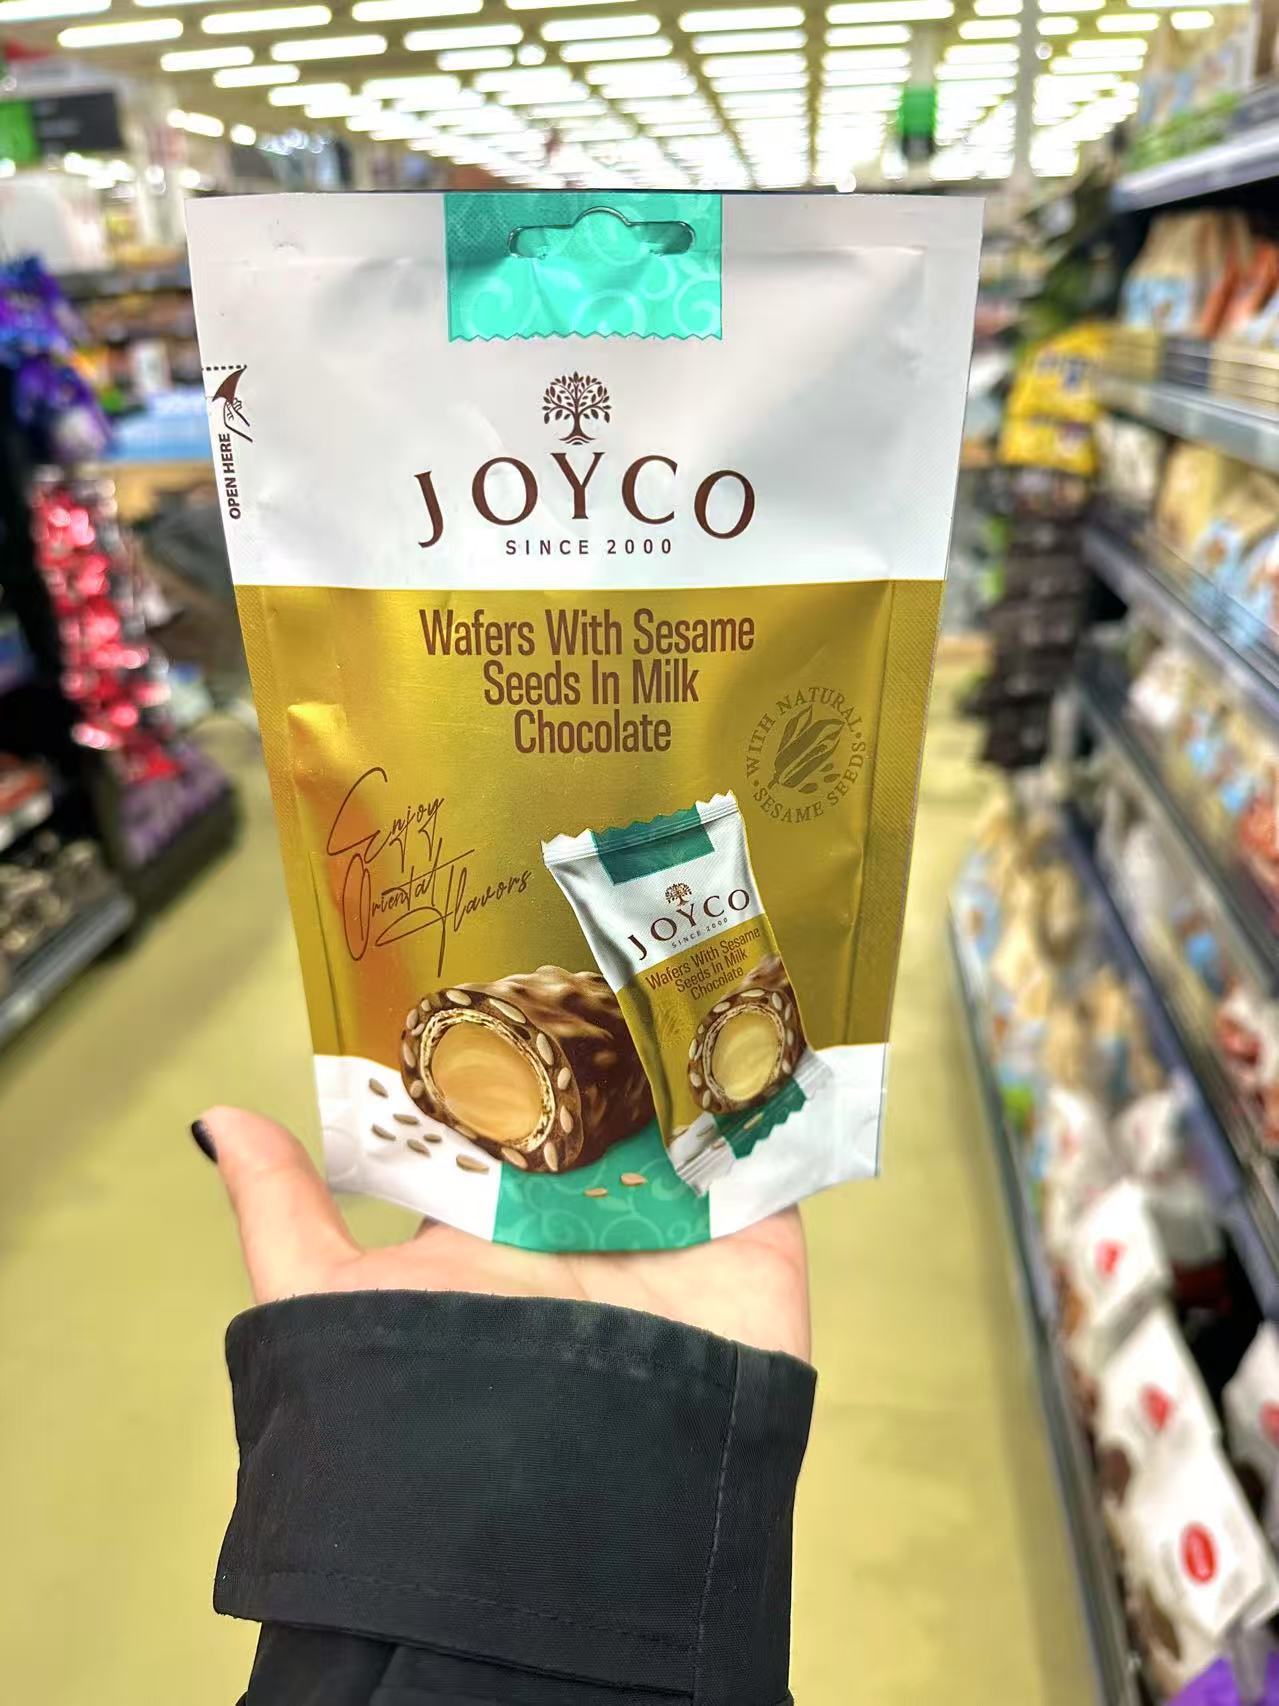 OPEN HERE
JOYCO
SINCE 2000
Wafers With Sesame
Seeds In Milk
Chocolate
• WITH NATURAL •
SESAME SEEDS
Enjoy
Oriental
flavors
JOYCO
SINCE 2000
Wafers With Sesame
Seeds In Milk
Chocolate